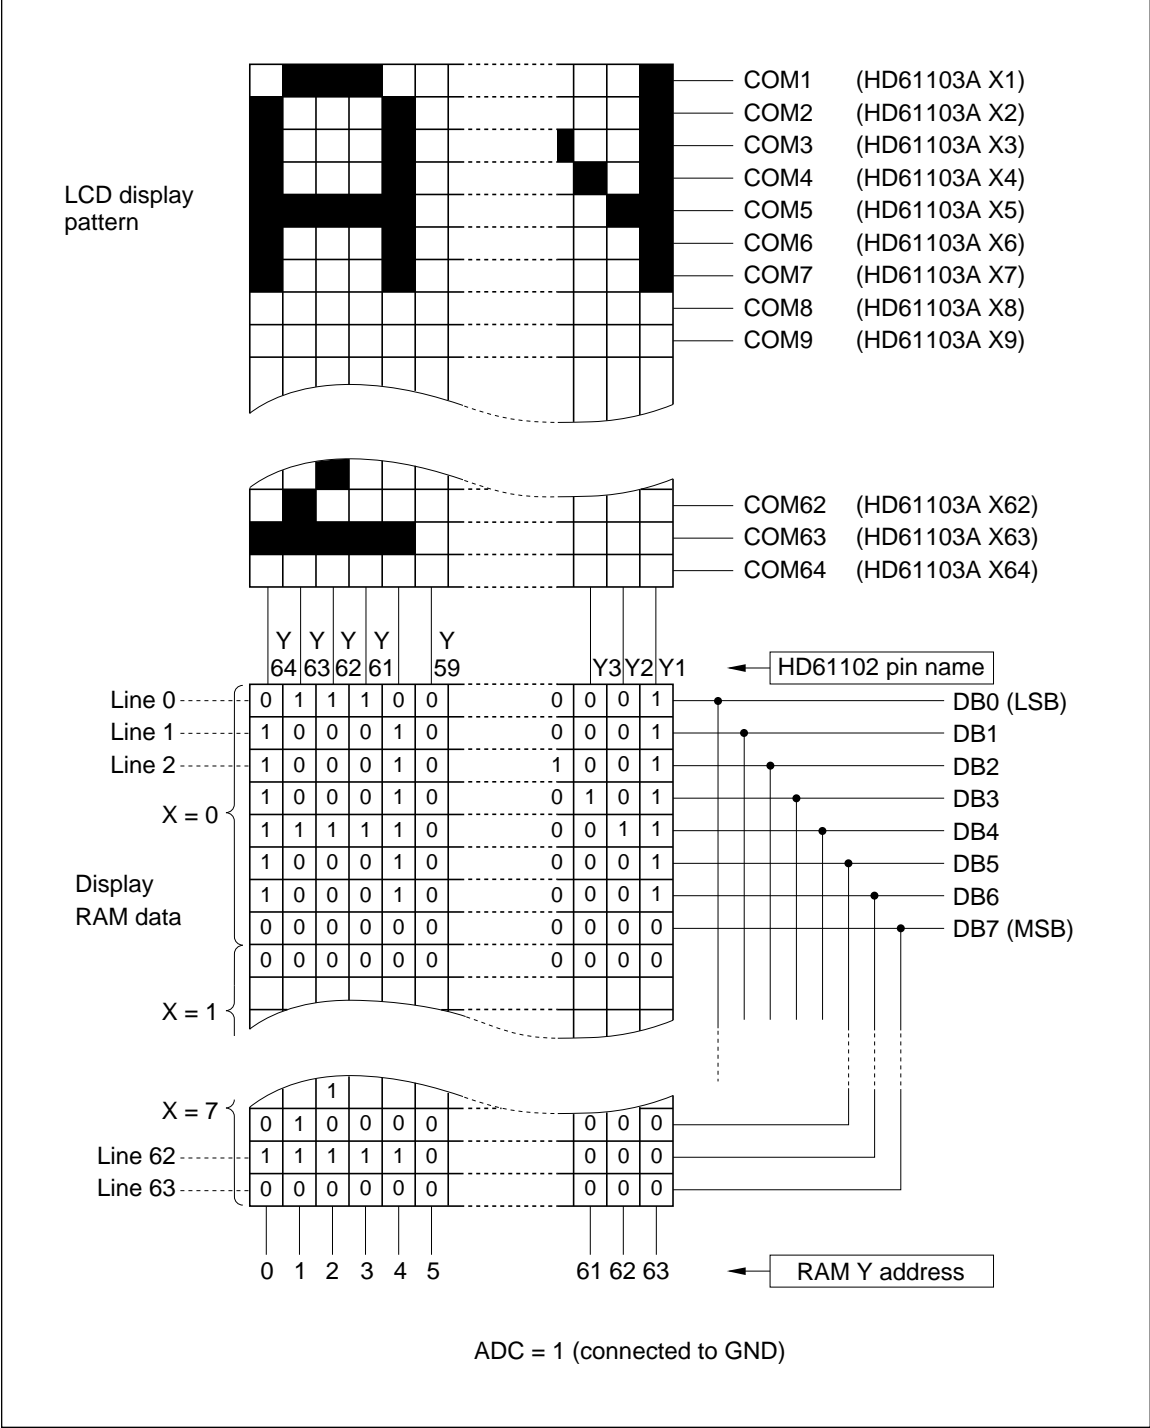 COM1 (HD61103A X1)
COM2 (HD61103A X2)
COM3 (HD61103A X3)
COM4 (HD61103A X4)
LCD display
pattern
COM5 (HD61103A X5)
COM6 (HD61103A X6)
COM7 (HD61103A X7)
COM8 (HD61103A X8)
COM9 (HD61103A X9)
COM62 (HD61103A X62)
COM63 (HD61103A X63)
COM64 (HD61103A X64)
Y Y Y Y Y
64 63 62 61 59 Y3 Y2 Y1 HD61102 pin name
Line 0 0 1 1 1 0 0 0 0 0 1 DB0 (LSB)
Line 1 1 0 0 0 1 0 0 0 0 1 DB1
Line 2 1 0 0 0 1 0 1 0 0 1 DB2
1 0 0 0 1 0 0 1 0 1 DB3
X = 0
1 1 1 1 1 0 0 0 1 1 DB4
1 0 0 0 1 0 0 0 0 1 DB5
Display
RAM data
1 0 0 0 1 0 0 0 0 1 DB6
0 0 0 0 0 0 0 0 0 0 DB7 (MSB)
0 0 0 0 0 0 0 0 0 0
X = 1
1
X = 7
0 1 0 0 0 0 0 0 0
Line 62 1 1 1 1 1 0 0 0 0
Line 63 0 0 0 0 0 0 0 0 0
0 1 2 3 4 5 61 62 63 RAM Y address
ADC = 1 (connected to GND)